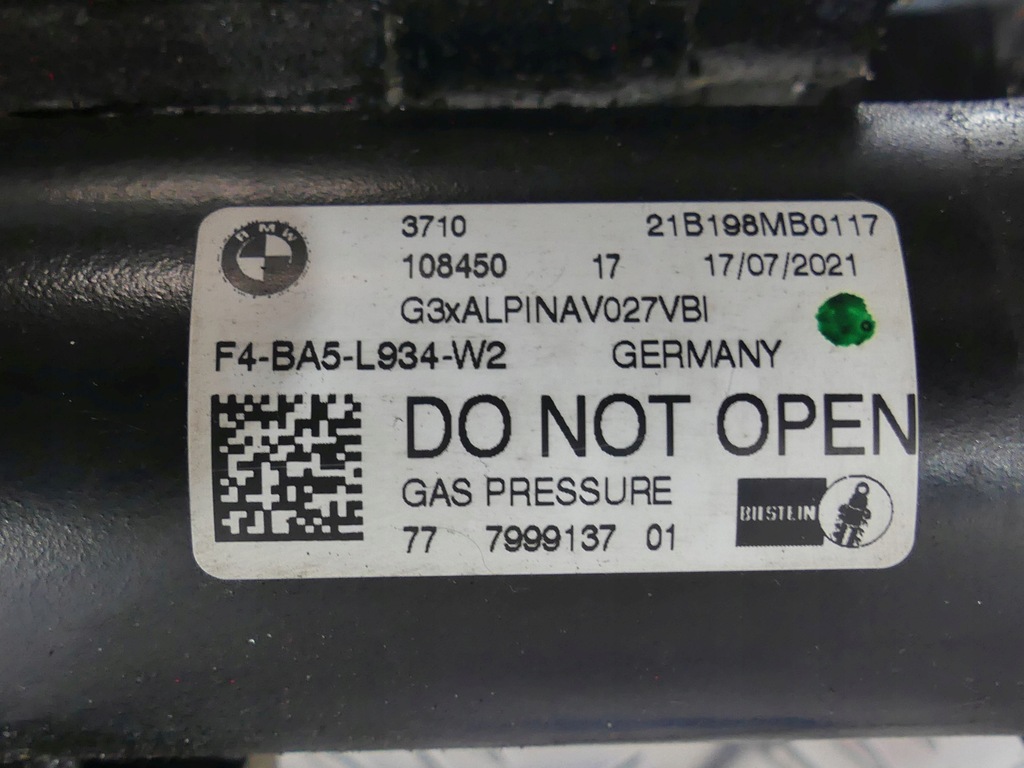 BMW
3710 21B198MB0117
108450 17 17/07/2021
G3xALPINAV027VBI
F4-BA5-L934-W2 GERMANY
DO NOT OPEN
GAS PRESSURE
BILSTEIN
77 7999137 01